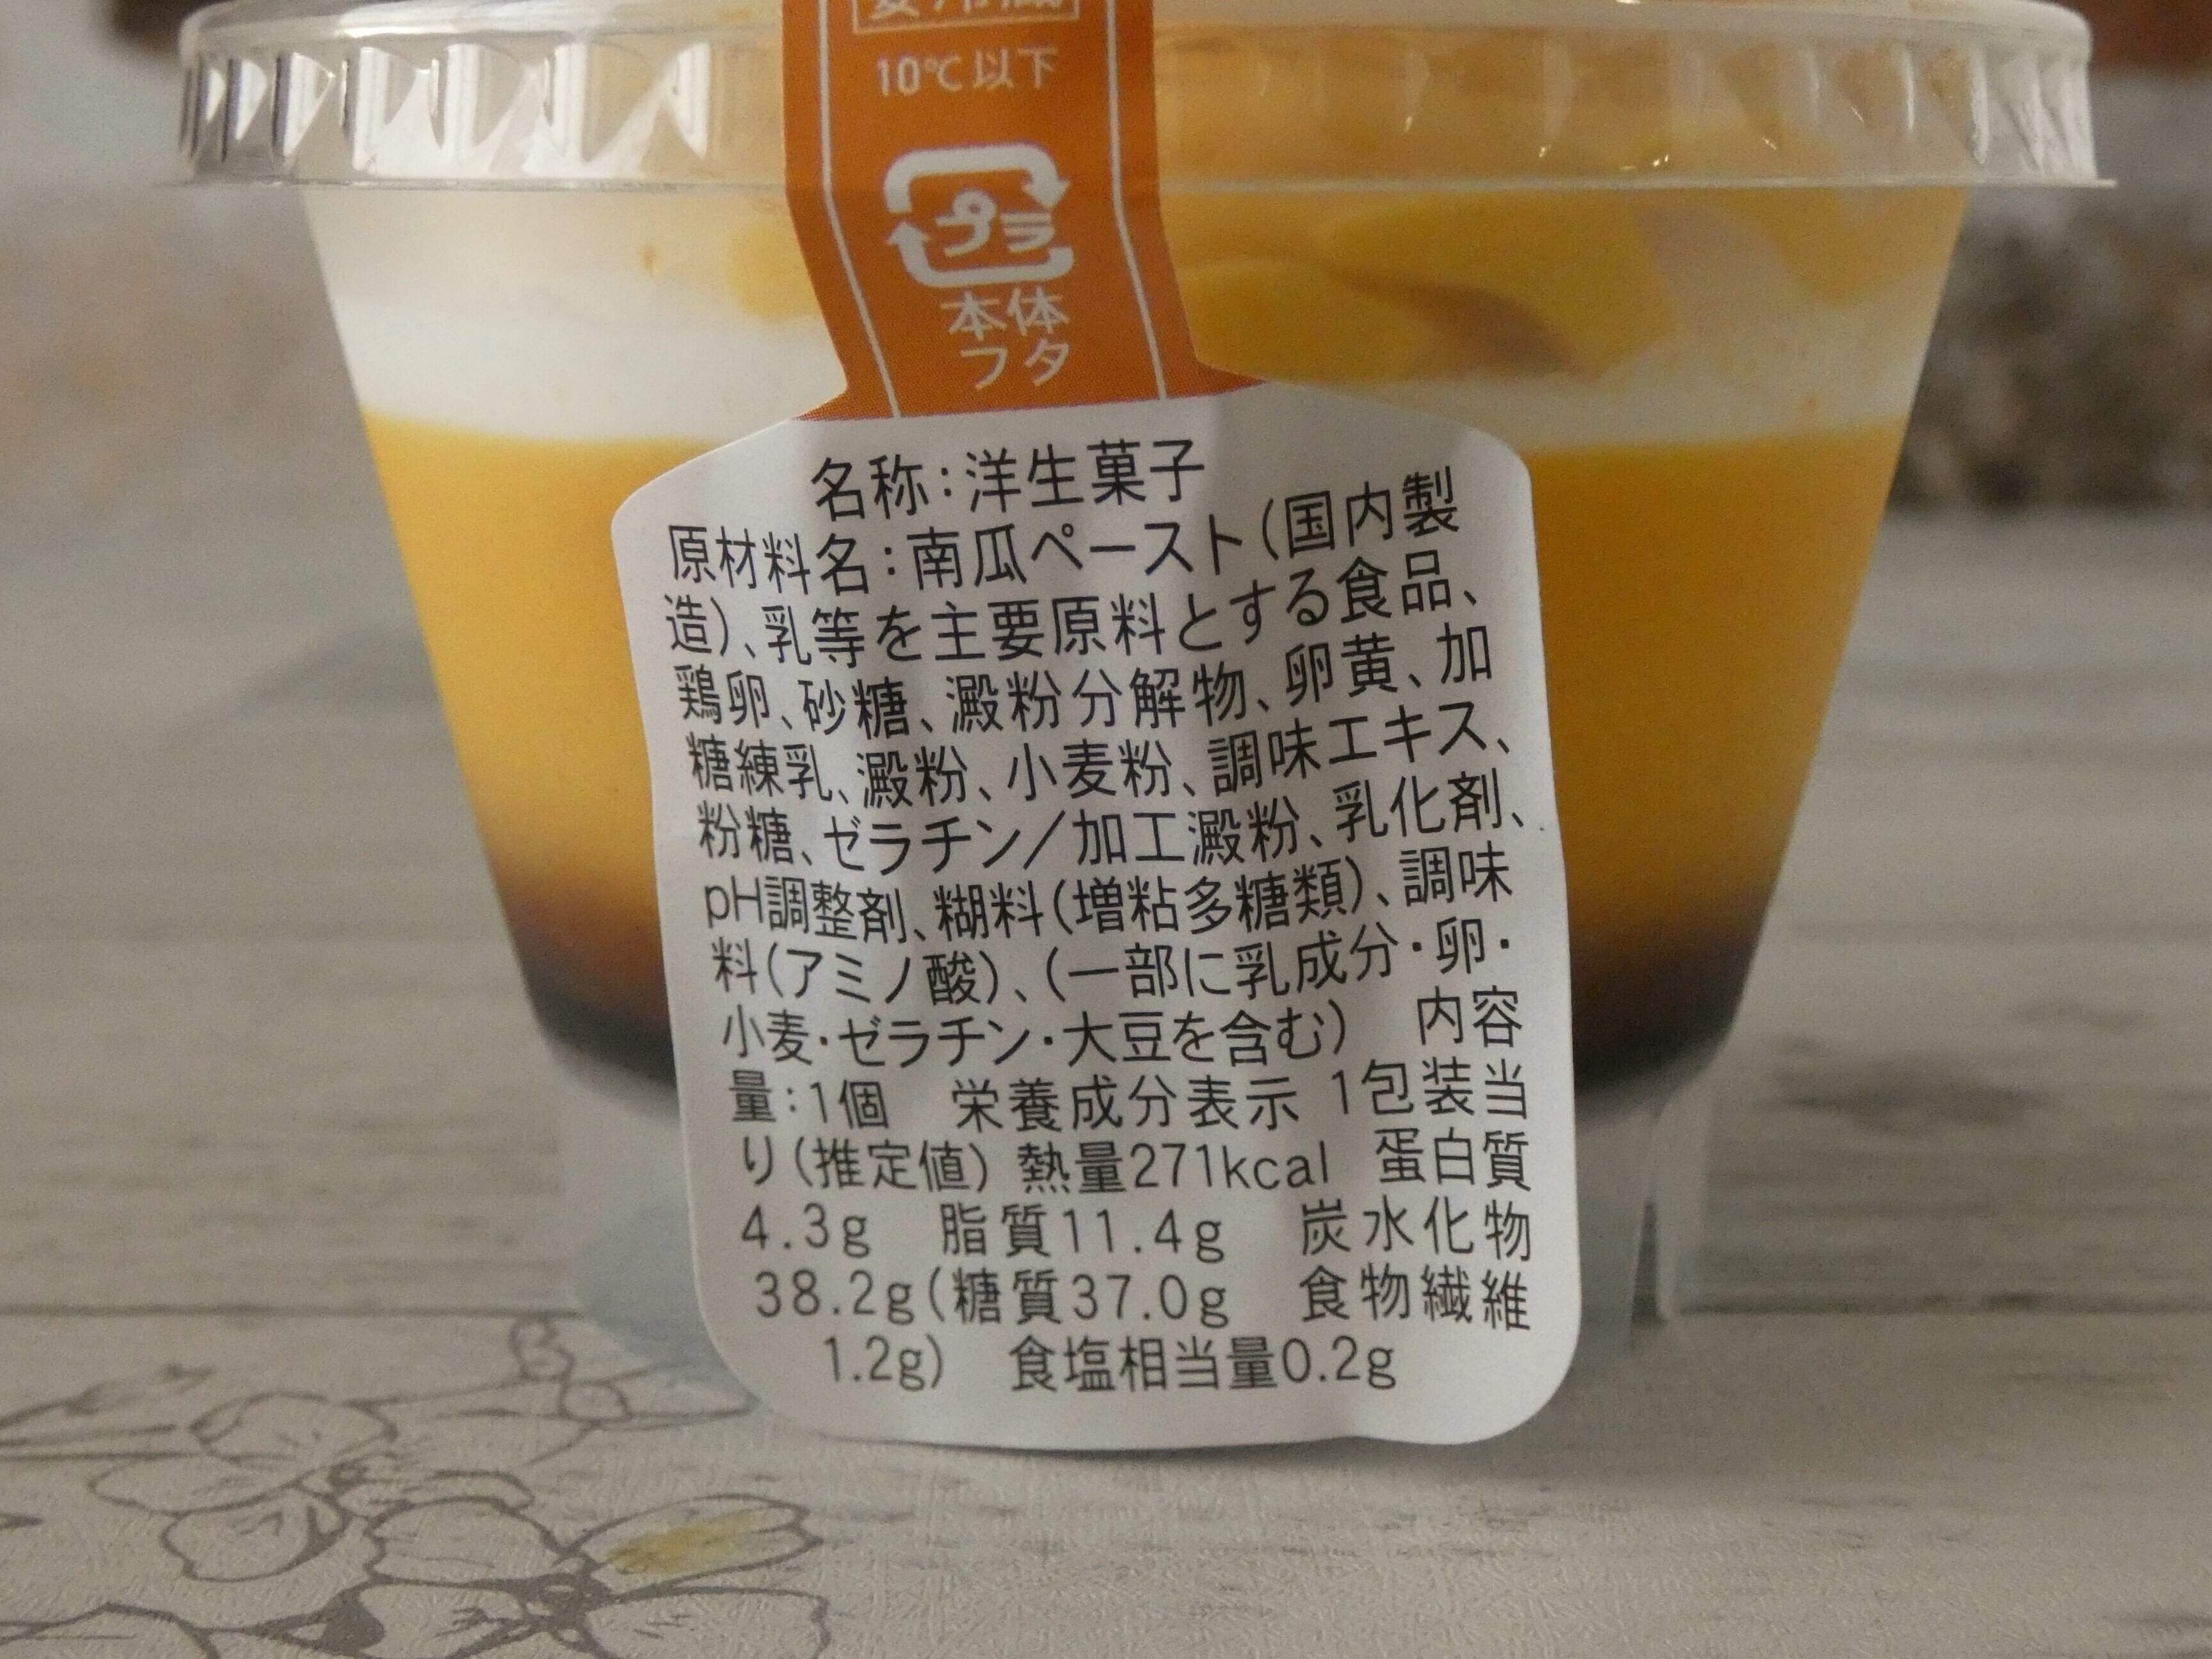 要冷蔵
10℃以下
プラ
本体
フタ
名称:洋生菓子
原材料名:南瓜ペースト(国内製
造)、乳等を主要原料とする食品、
鶏卵、砂糖、澱粉分解物、卵黄、加
糖練乳、澱粉、小麦粉、調味エキス、
粉糖、ゼラチン/加工澱粉、乳化剤、
pH調整剤、糊料(増粘多糖類)、調味
料(アミノ酸)、(一部に乳成分・卵・
小麦・ゼラチン・大豆を含む) 内容
量:1個 栄養成分表示 1包装当
り(推定値) 熱量271kcal 蛋白質
4.3g 脂質11.4g 炭水化物
38.2g(糖質37.0g 食物繊維
1.2g) 食塩相当量0.2g